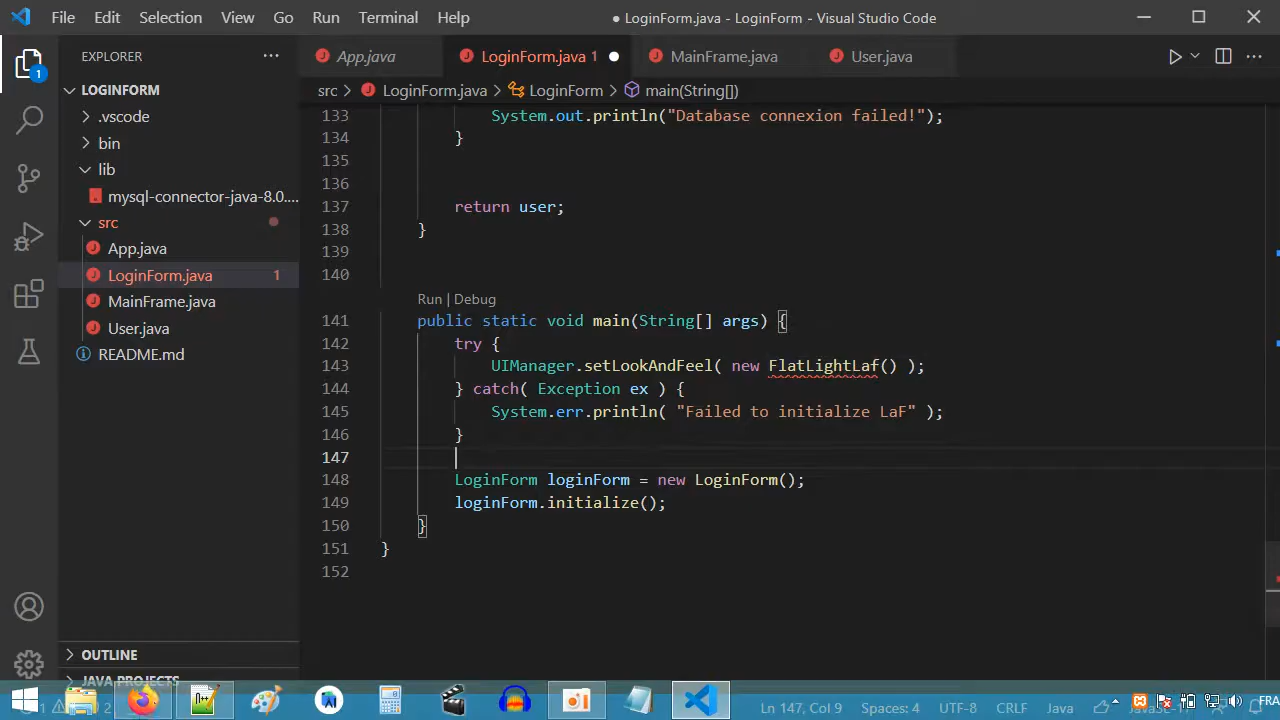 File Edit Selection View Go Run Terminal Help
● LoginForm.java - LoginForm - Visual Studio Code
EXPLORER
App.java LoginForm.java 1 MainFrame.java User.java
LOGINFORM
src > LoginForm.java > LoginForm > main(String[])
.vscode
bin
lib
mysql-connector-java-8.0....
src
App.java
LoginForm.java 1
MainFrame.java
User.java
README.md
1
133 System.out.println("Database connexion failed!");
134 }
135
136
137 return user;
138 }
139
140
Run | Debug
141 public static void main(String[] args) {
142 try {
143 UIManager.setLookAndFeel( new FlatLightLaf() );
144 } catch( Exception ex ) {
145 System.err.println( "Failed to initialize LaF" );
146 }
147
148 LoginForm loginForm = new LoginForm();
149 loginForm.initialize();
150 }
151 }
152
OUTLINE
JAVA PROJECTS
Ln 147, Col 9 Spaces: 4 UTF-8 CRLF Java
FRA